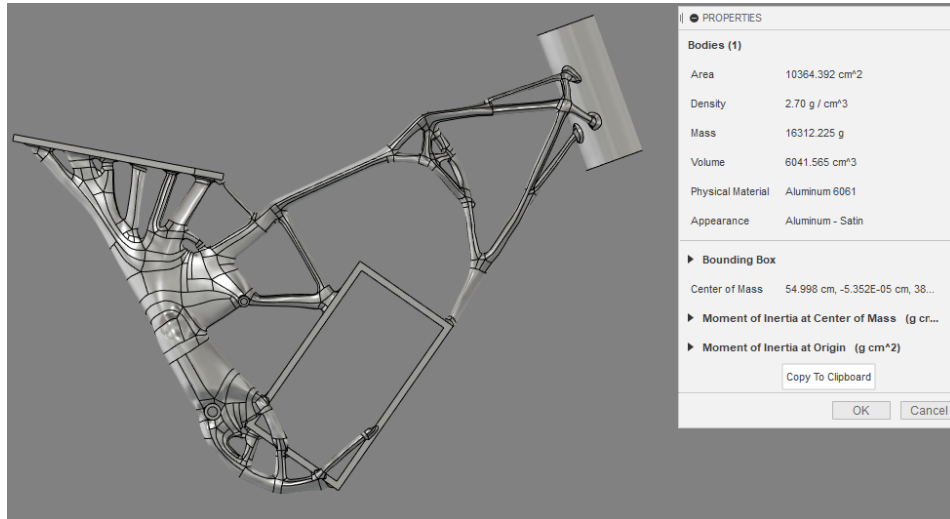 PROPERTIES
Bodies (1)
Area 10364.392 cm^2
Density 2.70 g / cm^3
Mass 16312.225 g
Volume 6041.565 cm^3
Physical Material Aluminum 6061
Appearance Aluminum - Satin
Bounding Box
Center of Mass 54.998 cm, -5.352E-05 cm, 38...
Moment of Inertia at Center of Mass (g cr...
Moment of Inertia at Origin (g cm^2)
Copy To Clipboard
OK Cancel